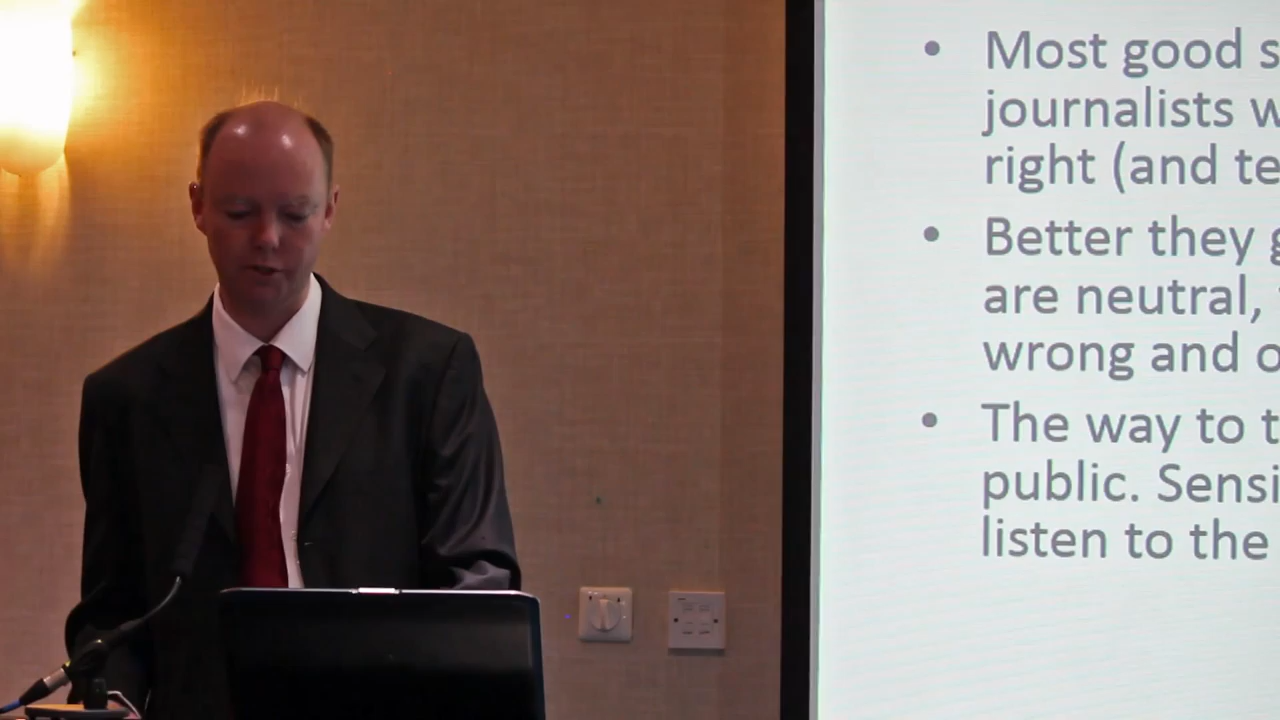 • Most good s
journalists w
right (and te
• Better they g
are neutral,
wrong and o
• The way to t
public. Sensi
listen to the